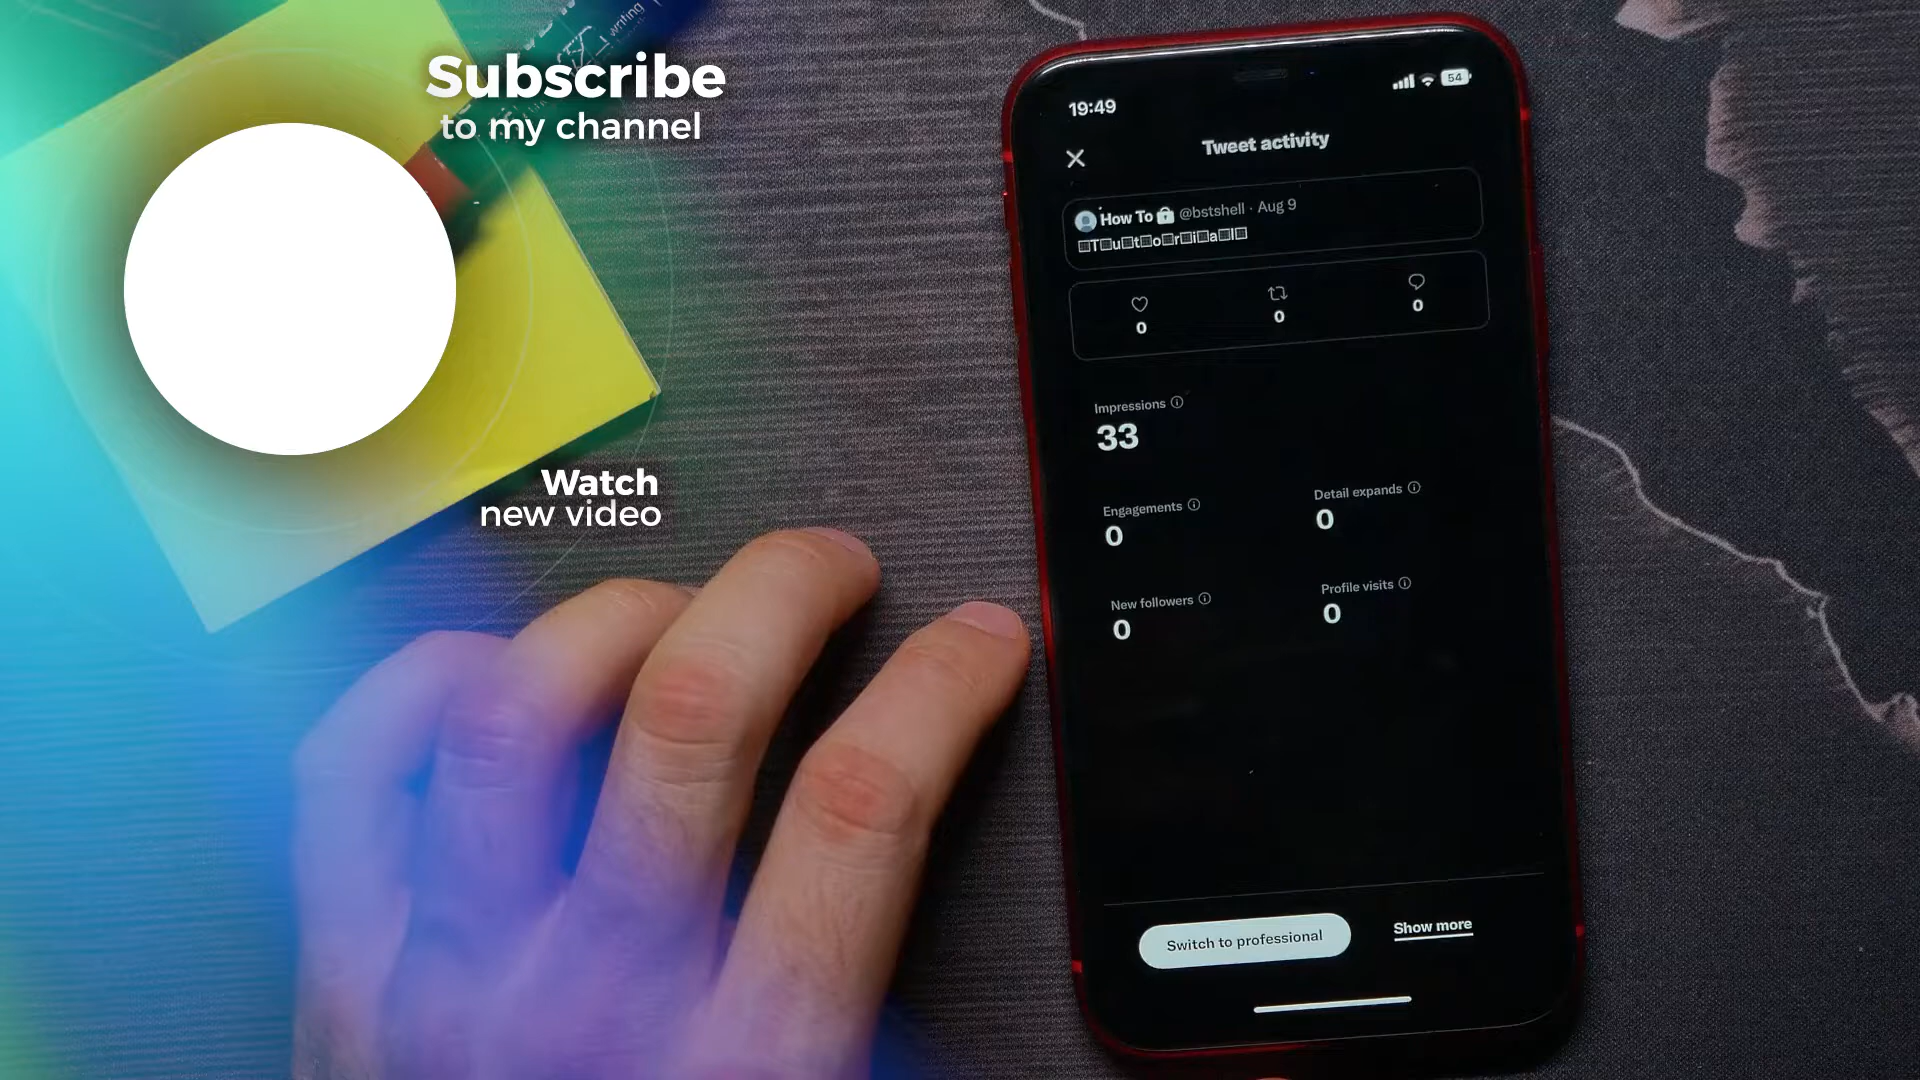 writing
Subscribe
to my channel
Watch
new video
19:49
54
Tweet activity
How To @bstshell · Aug 9
▯T▯u▯t▯o▯r▯i▯a▯l▯
0
0
0
Impressions
33
Engagements
0
Detail expands
0
New followers
0
Profile visits
0
Switch to professional
Show more